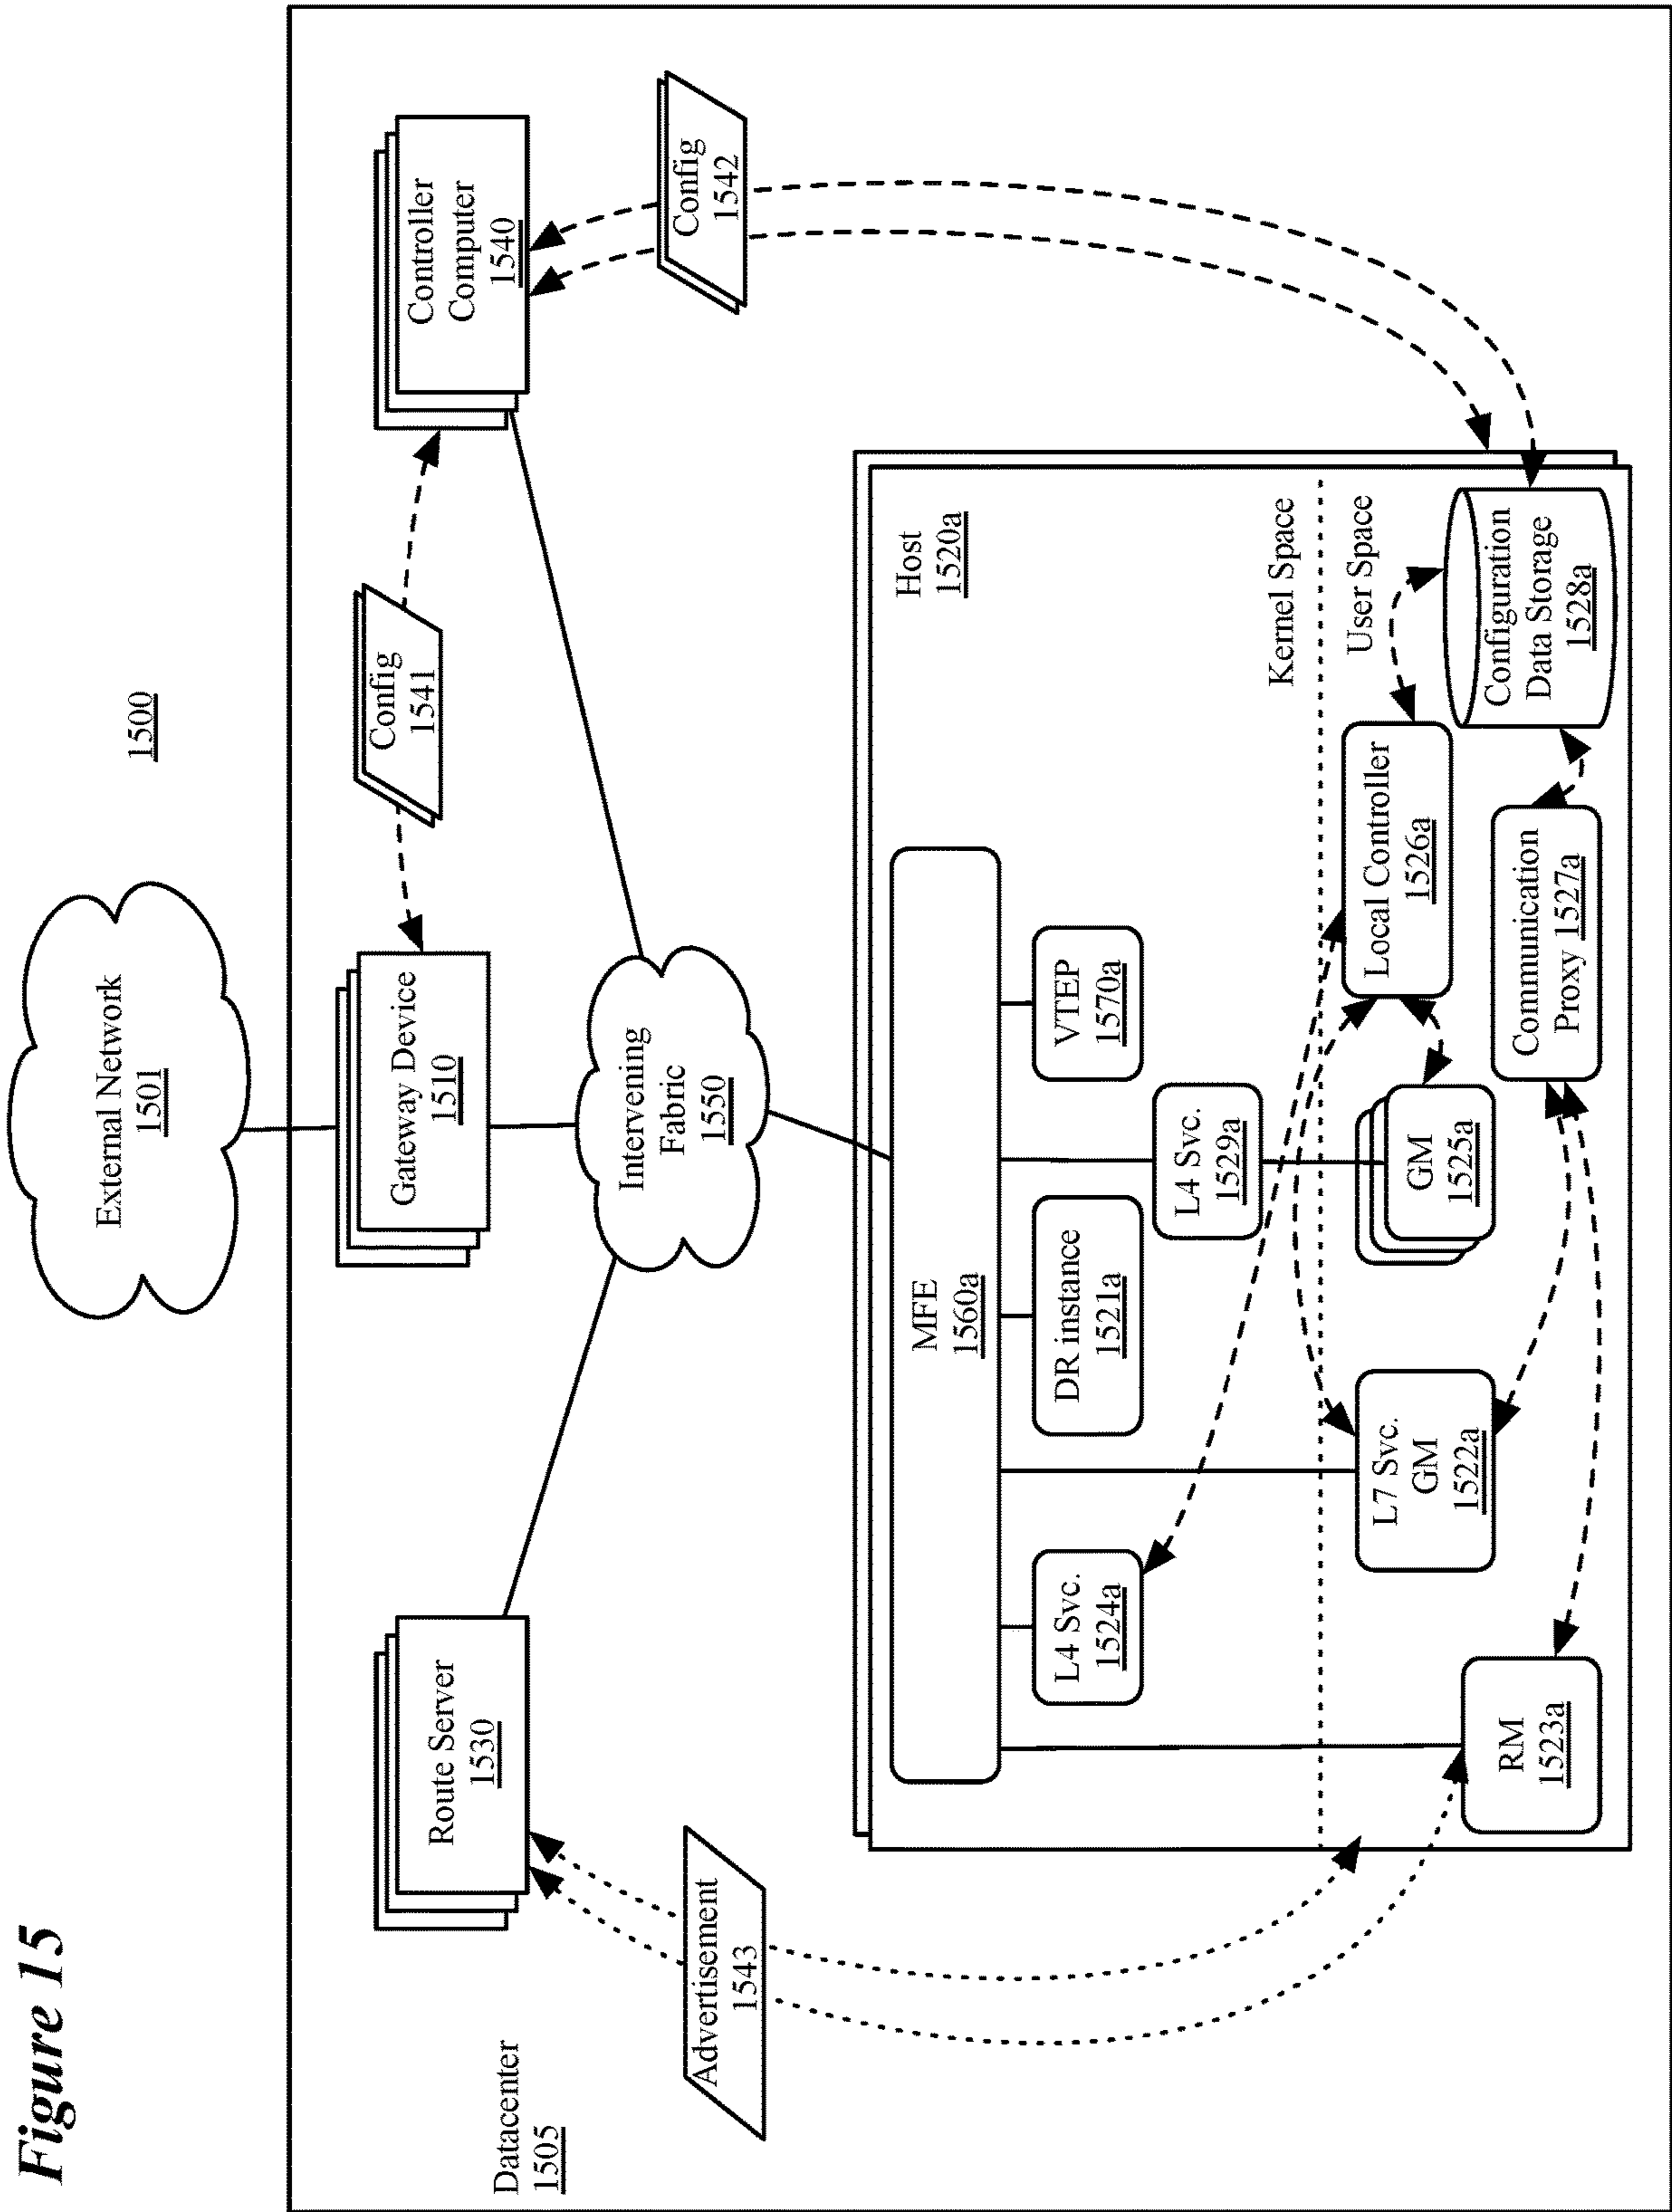 Figure 15
1500
External Network
1501
Datacenter
1505
Route Server
1530
Gateway Device
1510
Config
1541
Controller
Computer
1540
Advertisement
1543
Intervening
Fabric
1550
Config
1542
Host
1520a
MFE
1560a
L4 Svc.
1524a
DR instance
1521a
VTEP
1570a
L4 Svc.
1529a
Kernel Space
User Space
RM
1523a
L7 Svc.
GM
1522a
GM
1525a
Local Controller
1526a
Communication
Proxy 1527a
Configuration
Data Storage
1528a